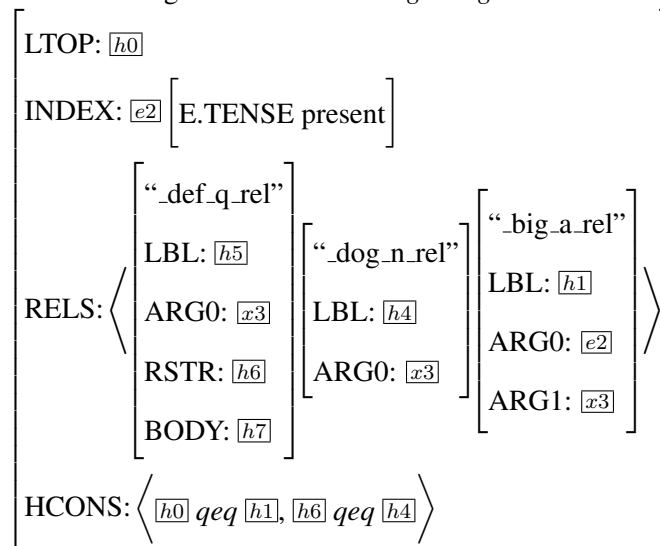 LTOP: h0
INDEX: e2 [E.TENSE present]
RELS: ⟨
“_def_q_rel”
LBL: h5
ARG0: x3
RSTR: h6
BODY: h7
“_dog_n_rel”
LBL: h4
ARG0: x3
“_big_a_rel”
LBL: h1
ARG0: e2
ARG1: x3
⟩
HCONS: ⟨ h0 qeq h1, h6 qeq h4 ⟩